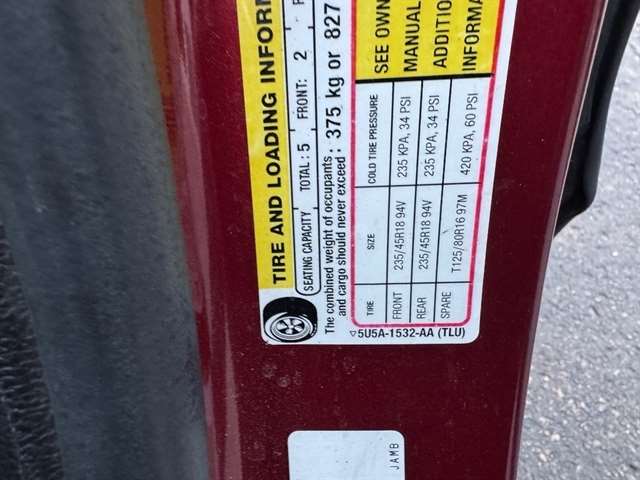 TIRE AND LOADING INFOR
SEATING CAPACITY TOTAL: 5 FRONT: 2
The combined weight of occupants
and cargo should never exceed: 375 kg or 827
TIRE SIZE COLD TIRE PRESSURE SEE OWN
FRONT 235/45R18 94V 235 KPA, 34 PSI MANUAL
REAR 235/45R18 94V 235 KPA, 34 PSI ADDITIO
SPARE T125/80R16 97M 420 KPA, 60 PSI INFORMA
5U5A-1532-AA (TLU)
JAMB